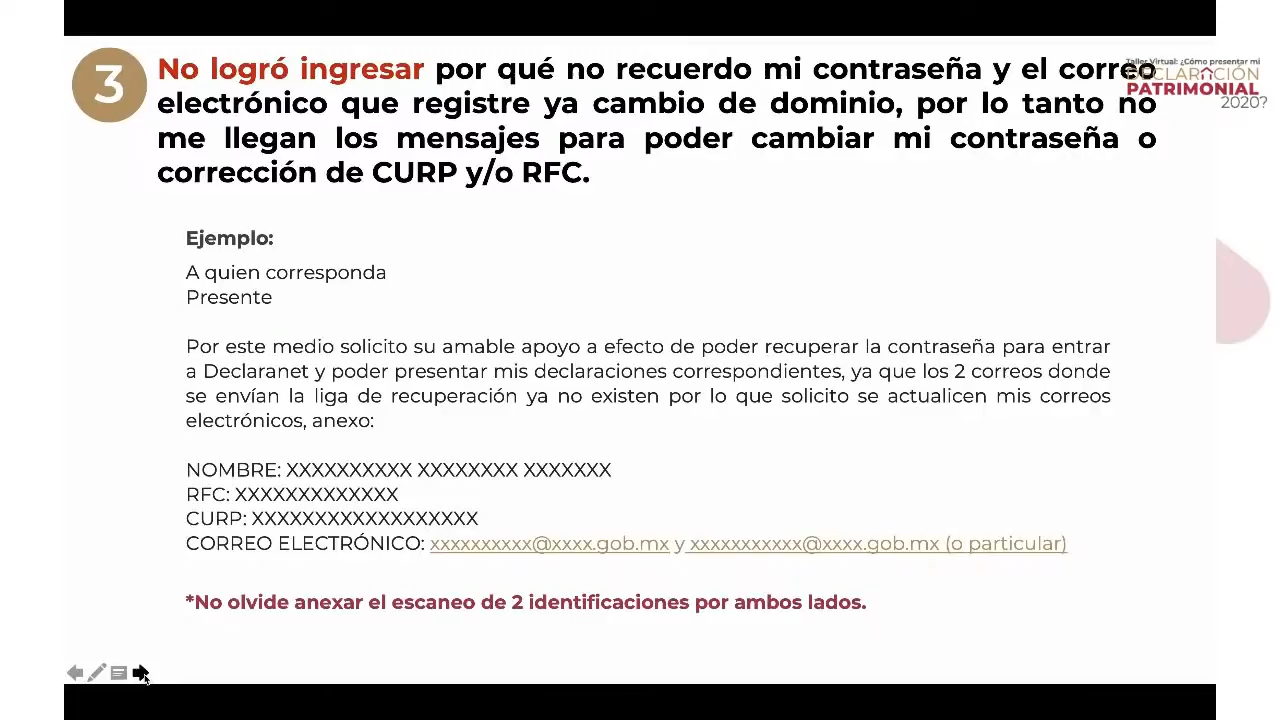 3
No logró ingresar por qué no recuerdo mi contraseña y el correo
electrónico que registre ya cambio de dominio, por lo tanto no
me llegan los mensajes para poder cambiar mi contraseña o
corrección de CURP y/o RFC.
Taller Virtual: ¿Cómo presentar mi
DECLARACIÓN
PATRIMONIAL
2020?
Ejemplo:
A quien corresponda
Presente
Por este medio solicito su amable apoyo a efecto de poder recuperar la contraseña para entrar
a Declaranet y poder presentar mis declaraciones correspondientes, ya que los 2 correos donde
se envían la liga de recuperación ya no existen por lo que solicito se actualicen mis correos
electrónicos, anexo:
NOMBRE: XXXXXXXXXX XXXXXXXX XXXXXXX
RFC: XXXXXXXXXXXXX
CURP: XXXXXXXXXXXXXXXXXX
CORREO ELECTRÓNICO: xxxxxxxxxx@xxxx.gob.mx y xxxxxxxxxxx@xxxx.gob.mx (o particular)
*No olvide anexar el escaneo de 2 identificaciones por ambos lados.